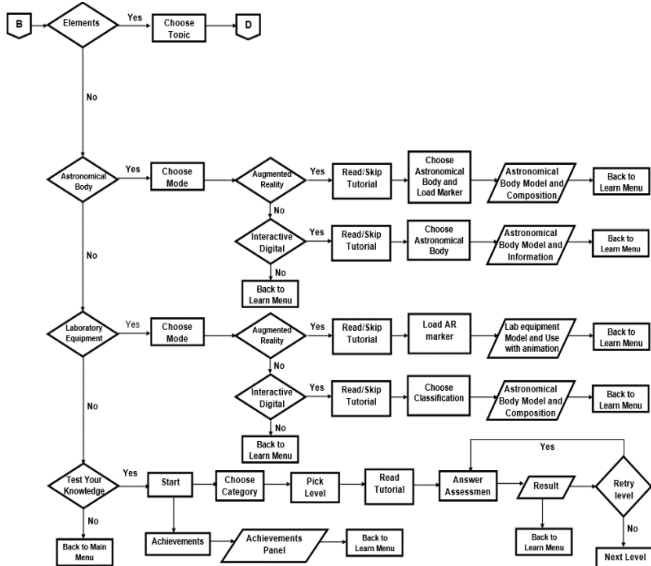 B
Elements
Yes
Choose
Topic
D
No
Astronomical
Body
Yes
Choose
Mode
Augmented
Reality
Yes
Read/Skip
Tutorial
Choose
Astronomical
Body and
Load Marker
Astronomical
Body Model and
Composition
Back to
Learn Menu
No
Interactive
Digital
Yes
Read/Skip
Tutorial
Choose
Astronomical
Body
Astronomical
Body Model and
Information
Back to
Learn Menu
No
Back to
Learn Menu
No
Laboratory
Equipment
Yes
Choose
Mode
Augmented
Reality
Yes
Read/Skip
Tutorial
Load AR
marker
Lab equipment
Model and Use
with animation
Back to
Learn Menu
No
Interactive
Digital
Yes
Read/Skip
Tutorial
Choose
Classification
Astronomical
Body Model and
Composition
Back to
Learn Menu
No
Back to
Learn Menu
No
Test Your
Knowledge
Yes
Start
Choose
Category
Pick
Level
Read
Tutorial
Answer
Assessmen
Result
Retry
level
Yes
No
Back to Main
Menu
Achievements
Achievements
Panel
Back to
Learn Menu
Back to
Learn Menu
No
Next Level